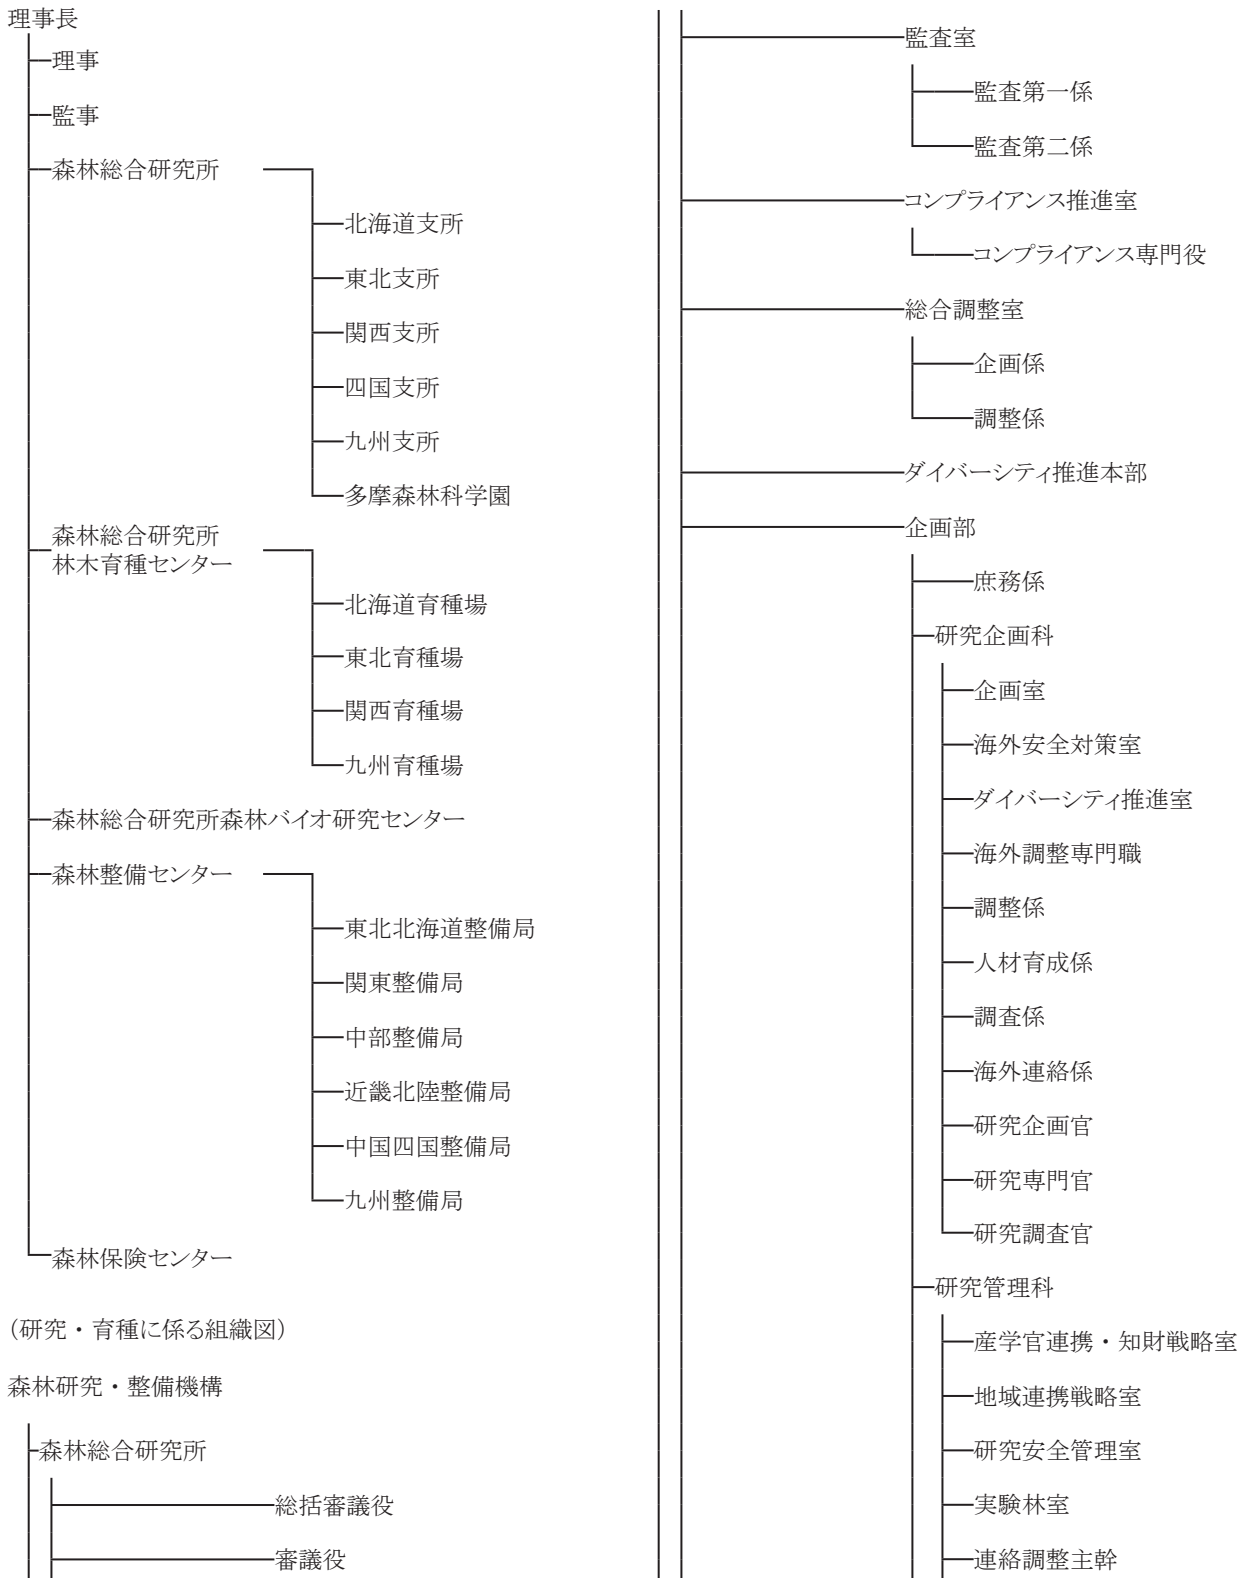 理事長
理事
監事
森林総合研究所
北海道支所
東北支所
関西支所
四国支所
九州支所
多摩森林科学園
森林総合研究所
林木育種センター
北海道育種場
東北育種場
関西育種場
九州育種場
森林総合研究所森林バイオ研究センター
森林整備センター
東北北海道整備局
関東整備局
中部整備局
近畿北陸整備局
中国四国整備局
九州整備局
森林保険センター
（研究・育種に係る組織図）
森林研究・整備機構
森林総合研究所
総括審議役
審議役
監査室
監査第一係
監査第二係
コンプライアンス推進室
コンプライアンス専門役
総合調整室
企画係
調整係
ダイバーシティ推進本部
企画部
庶務係
研究企画科
企画室
海外安全対策室
ダイバーシティ推進室
海外調整専門職
調整係
人材育成係
調査係
海外連絡係
研究企画官
研究専門官
研究調査官
研究管理科
産学官連携・知財戦略室
地域連携戦略室
研究安全管理室
実験林室
連絡調整主幹